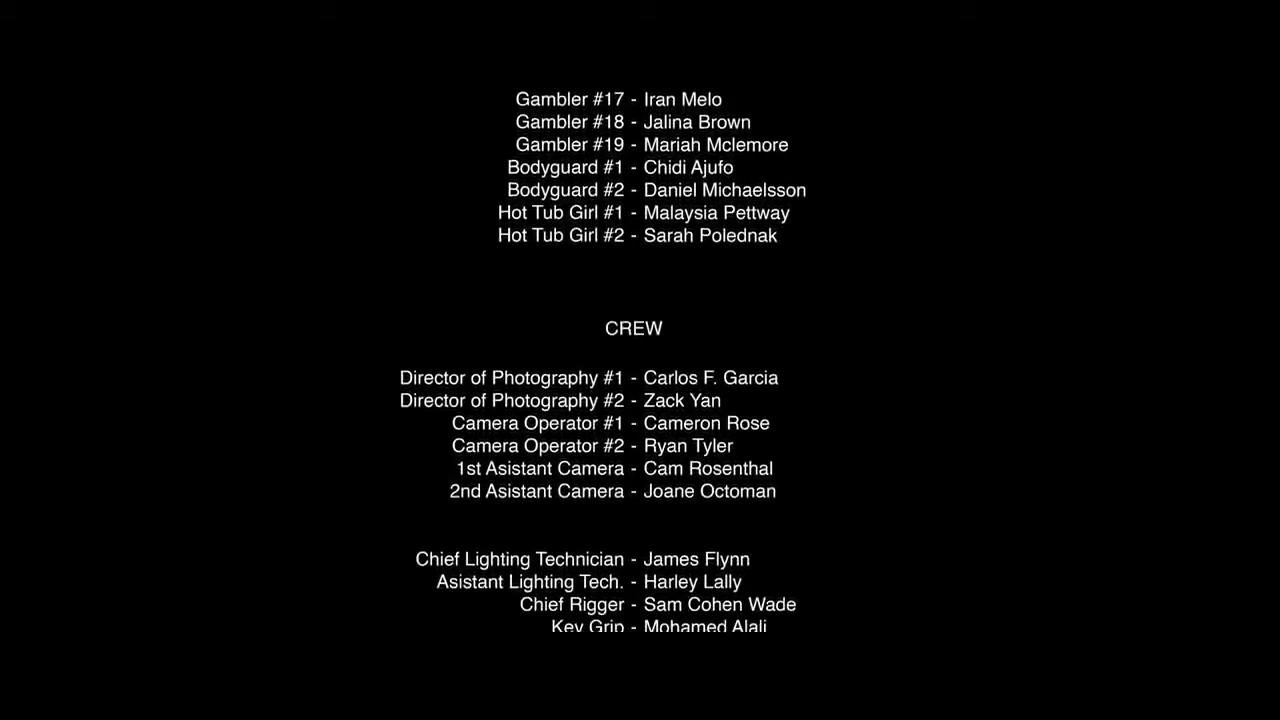 Gambler #17 - Iran Melo
Gambler #18 - Jalina Brown
Gambler #19 - Mariah Mclemore
Bodyguard #1 - Chidi Ajufo
Bodyguard #2 - Daniel Michaelsson
Hot Tub Girl #1 - Malaysia Pettway
Hot Tub Girl #2 - Sarah Polednak
CREW
Director of Photography #1 - Carlos F. Garcia
Director of Photography #2 - Zack Yan
Camera Operator #1 - Cameron Rose
Camera Operator #2 - Ryan Tyler
1st Asistant Camera - Cam Rosenthal
2nd Asistant Camera - Joane Octoman
Chief Lighting Technician - James Flynn
Asistant Lighting Tech. - Harley Lally
Chief Rigger - Sam Cohen Wade
Key Grip - Mohamed Alali